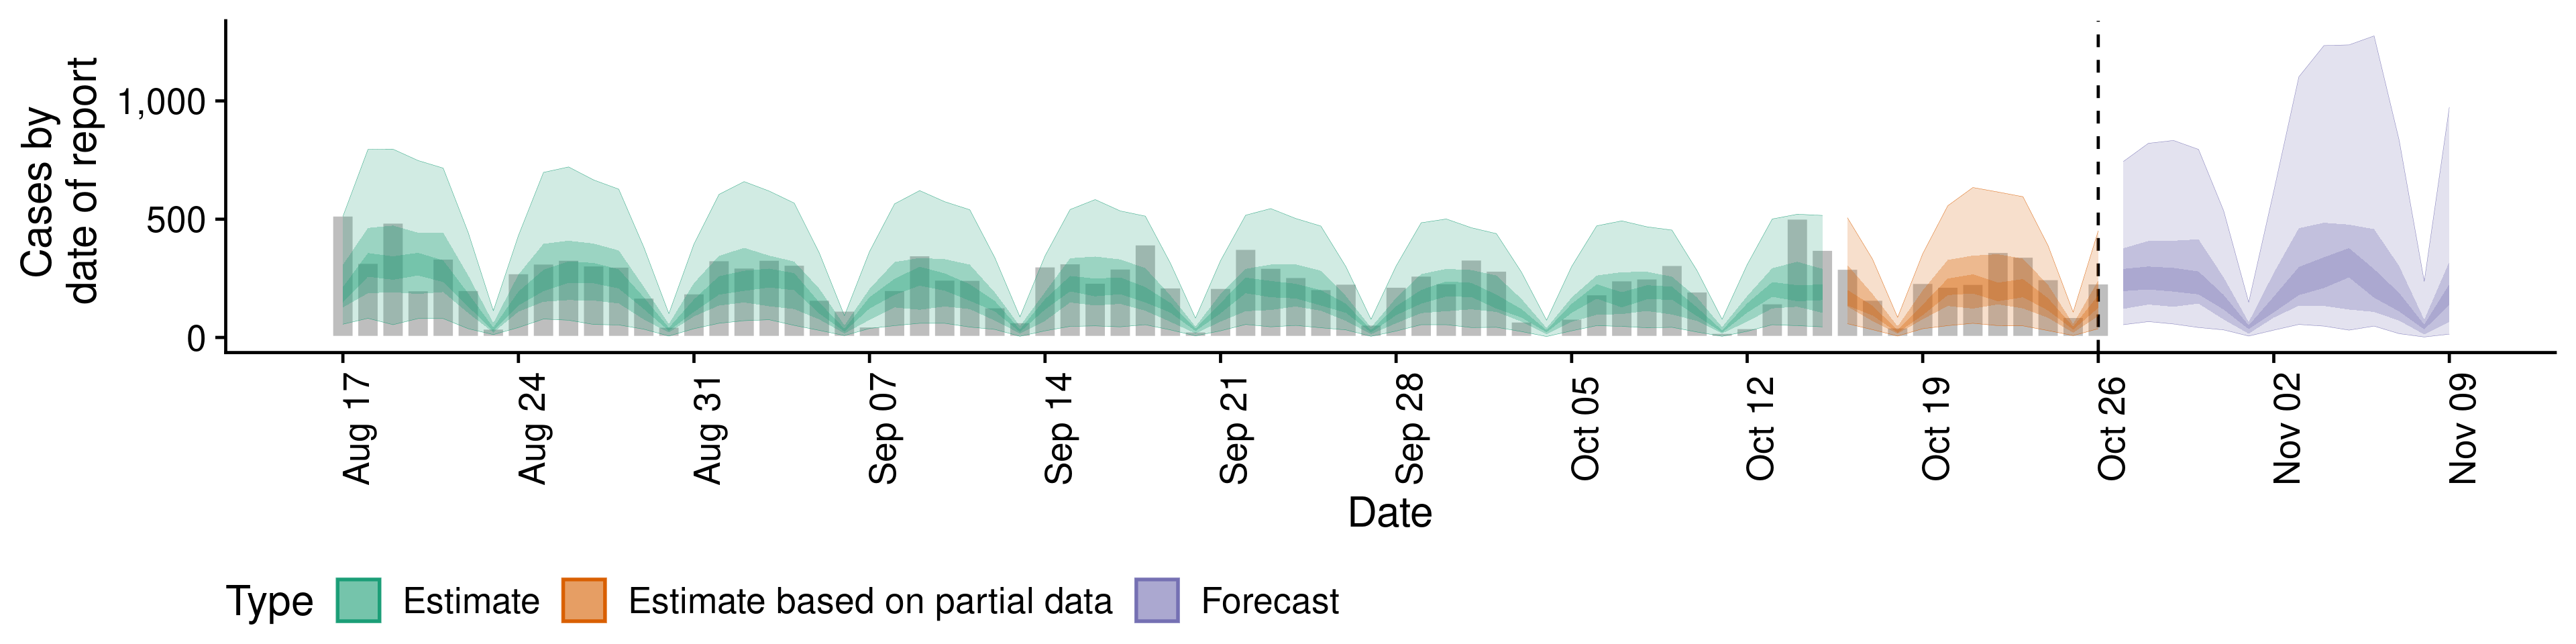 Cases by
date of report
1,000
500
0
Aug 17
Aug 24
Aug 31
Sep 07
Sep 14
Sep 21
Sep 28
Oct 05
Oct 12
Oct 19
Oct 26
Nov 02
Nov 09
Date
Type Estimate Estimate based on partial data Forecast